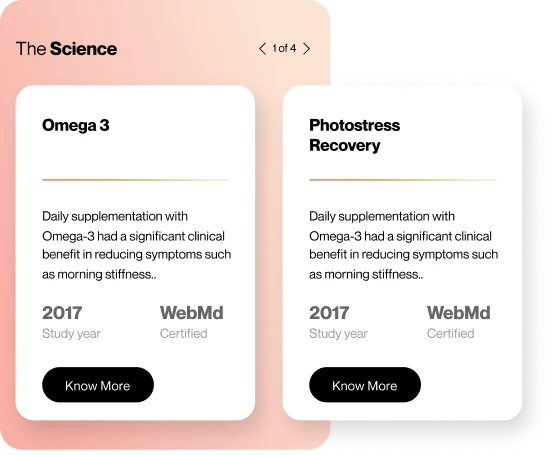 The Science
1 of 4
Omega 3
Daily supplementation with
Omega-3 had a significant clinical
benefit in reducing symptoms such
as morning stiffness..
2017
WebMd
Study year
Certified
Know More
Photostress
Recovery
Daily supplementation with
Omega-3 had a significant clinical
benefit in reducing symptoms such
as morning stiffness..
2017
WebMd
Study year
Certified
Know More